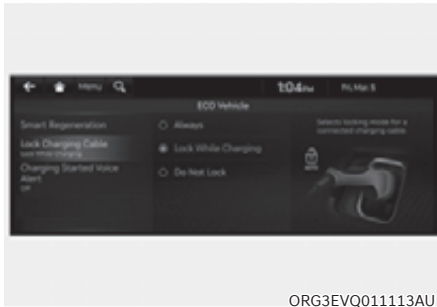 Menu
1:04PM
Fri, Mar. 5
ECO Vehicle
Smart Regeneration
Lock Charging Cable
Lock While Charging
Charging Started Voice
Alert
Off
Always
Lock While Charging
Do Not Lock
Selects locking mode for a
connected charging cable.
AUTO
ORG3EVQ011113AU